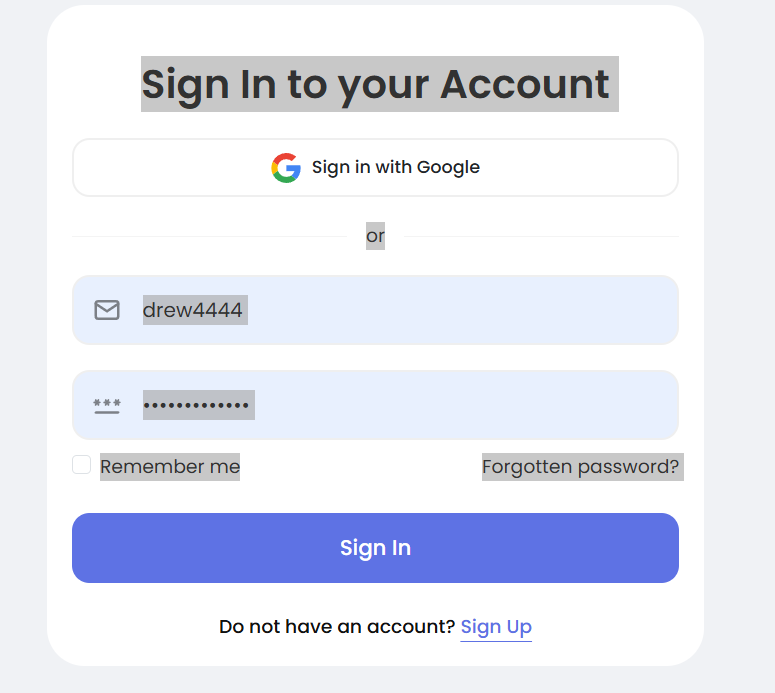 Sign In to your Account
Sign in with Google
or
drew4444
•••••••••••••
Remember me Forgotten password?
Sign In
Do not have an account? Sign Up